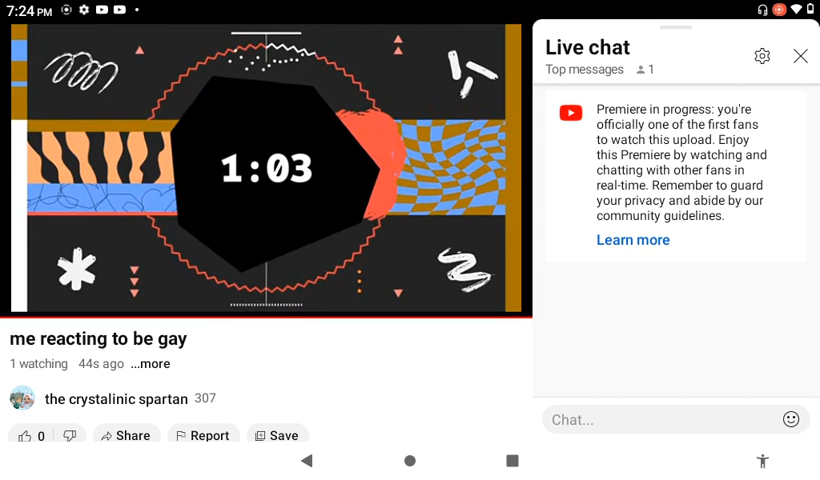 7:24 PM
1:03
me reacting to be gay
1 watching 44s ago ...more
the crystalinic spartan 307
0 Share Report Save
Live chat
Top messages 1
Premiere in progress: you're
officially one of the first fans
to watch this upload. Enjoy
this Premiere by watching and
chatting with other fans in
real-time. Remember to guard
your privacy and abide by our
community guidelines.
Learn more
Chat...